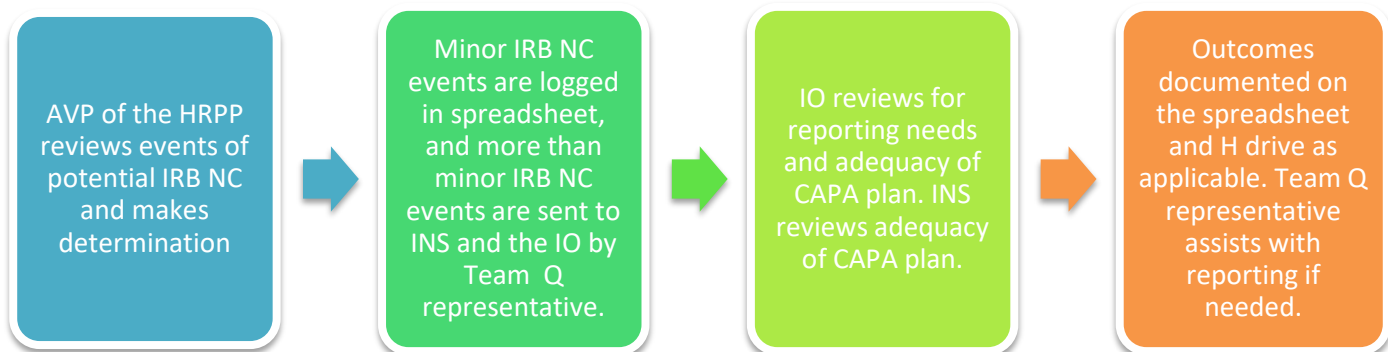 AVP of the HRPP
reviews events of
potential IRB NC
and makes
determination
Minor IRB NC
events are logged
in spreadsheet,
and more than
minor IRB NC
events are sent to
INS and the IO by
Team Q
representative.
IO reviews for
reporting needs
and adequacy of
CAPA plan. INS
reviews adequacy
of CAPA plan.
Outcomes
documented on
the spreadsheet
and H drive as
applicable. Team Q
representative
assists with
reporting if
needed.